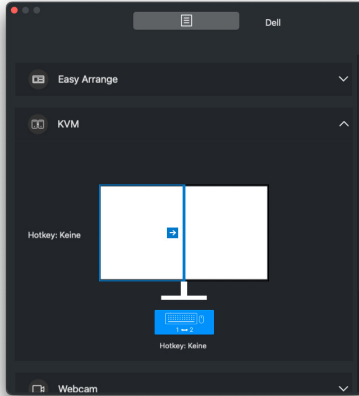 Dell
Easy Arrange
KVM
Hotkey: Keine
1 ↔ 2
Hotkey: Keine
Webcam